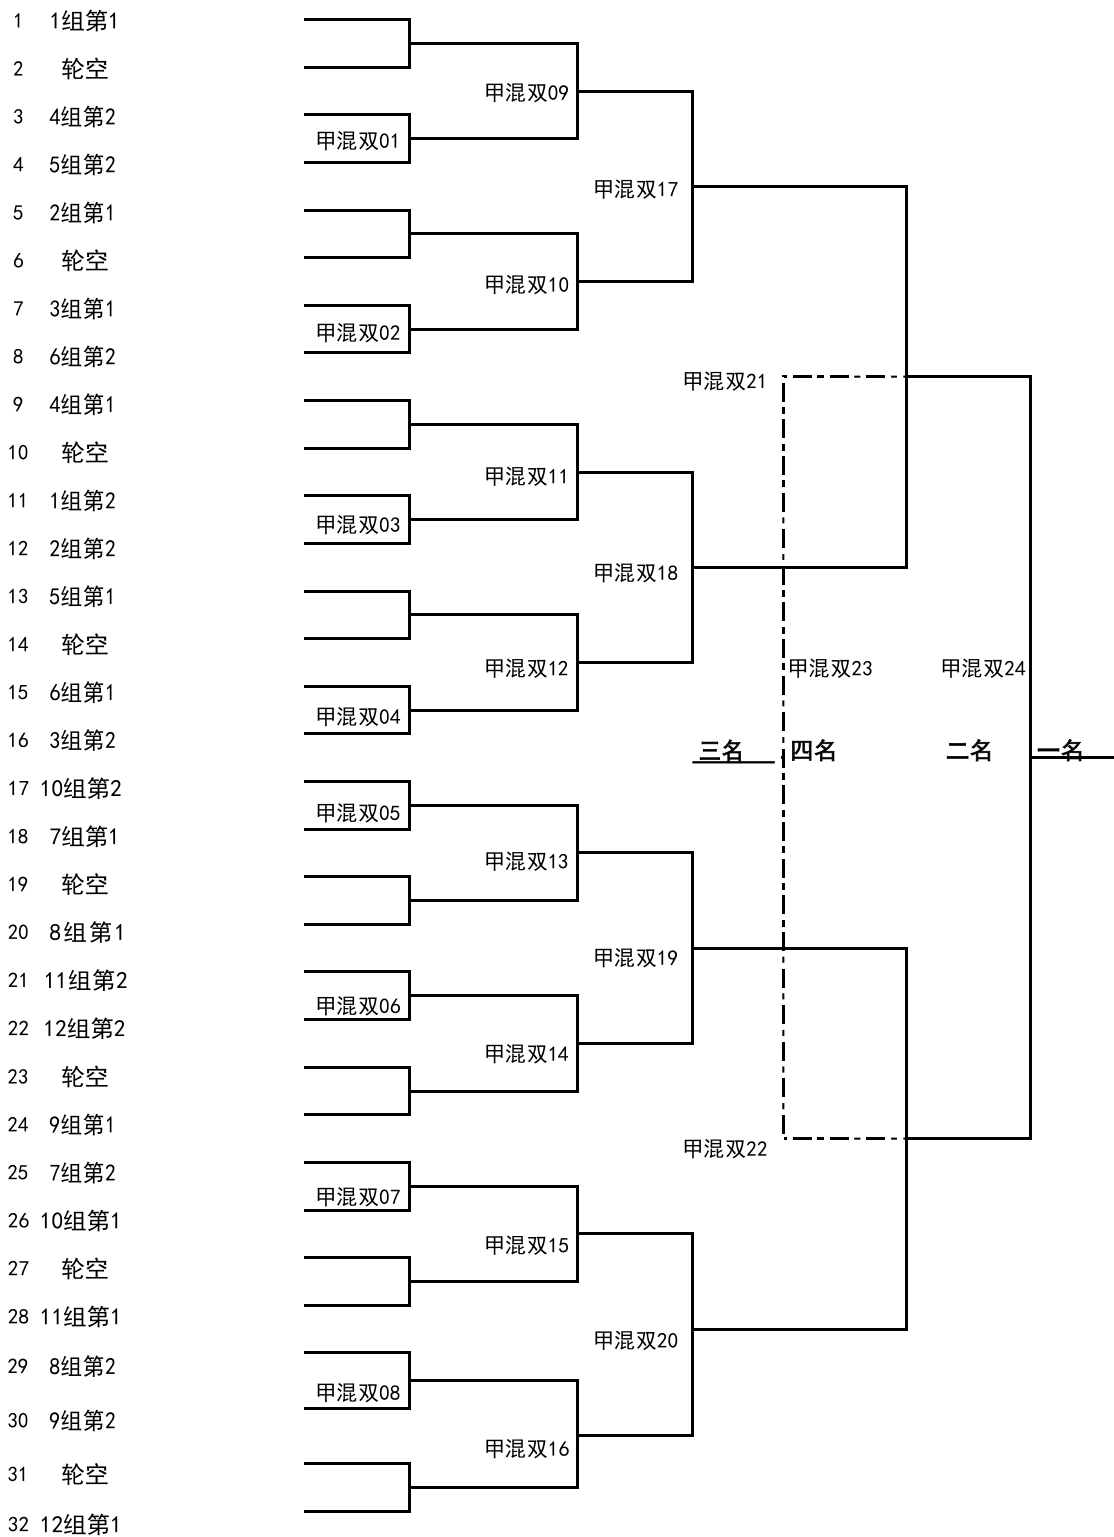 1 1组第1
2 轮空
甲混双09
3 4组第2
甲混双01
4 5组第2
甲混双17
5 2组第1
6 轮空
甲混双10
7 3组第1
甲混双02
8 6组第2
甲混双21
9 4组第1
10 轮空
甲混双11
11 1组第2
甲混双03
12 2组第2
甲混双18
13 5组第1
14 轮空
甲混双12 甲混双23 甲混双24
15 6组第1
甲混双04
16 3组第2
三名 四名 二名 一名
17 10组第2
甲混双05
18 7组第1
甲混双13
19 轮空
20 8组第1
甲混双19
21 11组第2
甲混双06
22 12组第2
甲混双14
23 轮空
24 9组第1
甲混双22
25 7组第2
甲混双07
26 10组第1
甲混双15
27 轮空
28 11组第1
甲混双20
29 8组第2
甲混双08
30 9组第2
甲混双16
31 轮空
32 12组第1